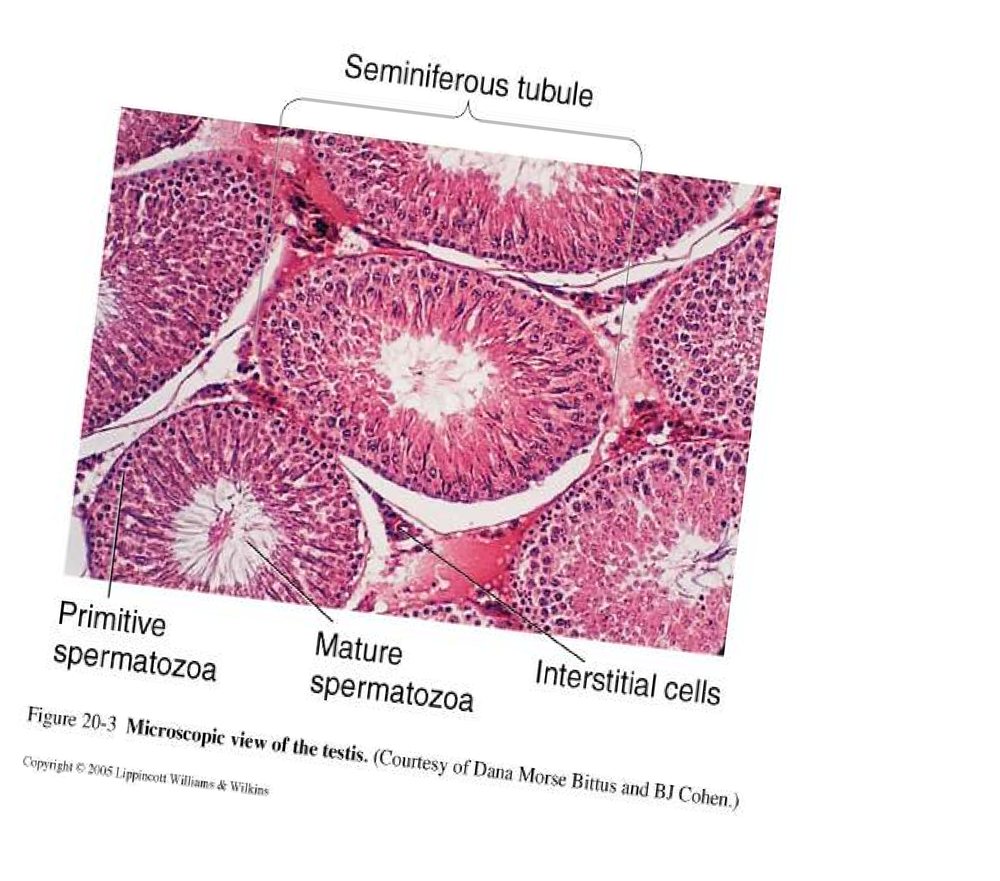 Seminiferous tubule
Primitive
spermatozoa
Mature
spermatozoa
Interstitial cells
Figure 20-3 Microscopic view of the testis. (Courtesy of Dana Morse Bittus and BJ Cohen.)
Copyright © 2005 Lippincott Williams & Wilkins